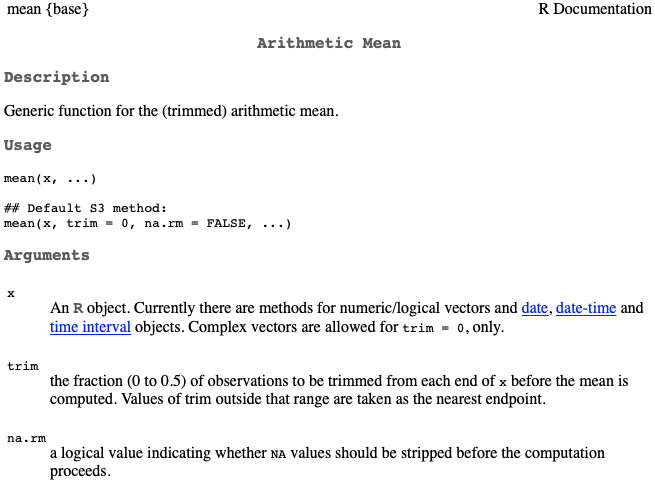 mean {base} R Documentation
Arithmetic Mean
Description
Generic function for the (trimmed) arithmetic mean.
Usage
mean(x, ...)
## Default S3 method:
mean(x, trim = 0, na.rm = FALSE, ...)
Arguments
x
An R object. Currently there are methods for numeric/logical vectors and date, date-time and
time interval objects. Complex vectors are allowed for trim = 0, only.
trim
the fraction (0 to 0.5) of observations to be trimmed from each end of x before the mean is
computed. Values of trim outside that range are taken as the nearest endpoint.
na.rm
a logical value indicating whether NA values should be stripped before the computation
proceeds.